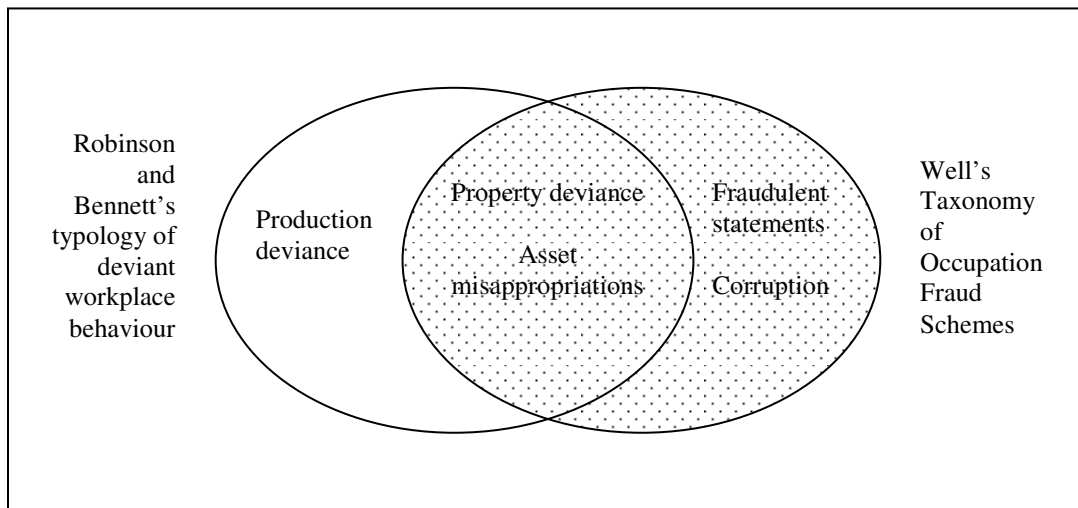 Robinson
and
Bennett's
typology of
deviant
workplace
behaviour
Production
deviance
Property deviance
Asset
misappropriations
Fraudulent
statements
Corruption
Well's
Taxonomy
of
Occupation
Fraud
Schemes